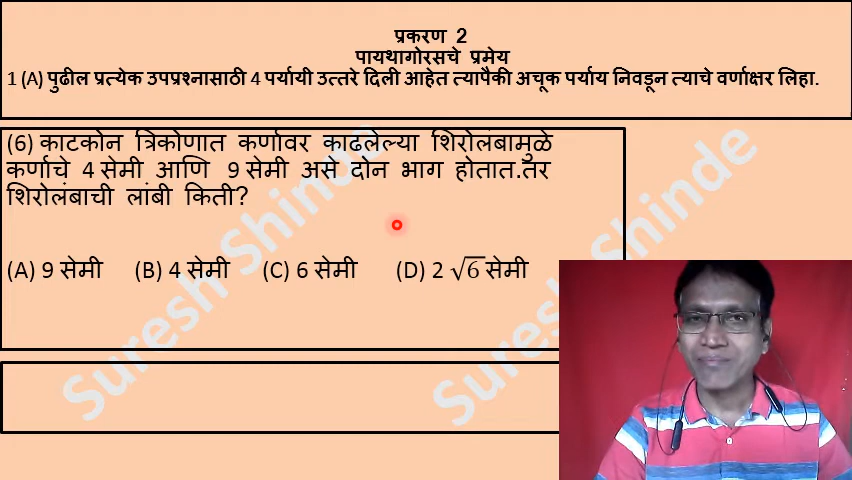 प्रकरण 2
पायथागोरसचे प्रमेय
1 (A) पुढील प्रत्येक उपप्रश्नासाठी 4 पर्यायी उत्तरे दिली आहेत त्यापैकी अचूक पर्याय निवडून त्याचे वर्णाक्षर लिहा.
(6) काटकोन त्रिकोणात कर्णावर काढलेल्या शिरोलंबामुळे
कर्णाचे 4 सेमी आणि 9 सेमी असे दोन भाग होतात.तर
शिरोलंबाची लांबी किती?
(A) 9 सेमी (B) 4 सेमी (C) 6 सेमी (D) 2 √6 सेमी
Suresh Shinde
Suresh Shinde